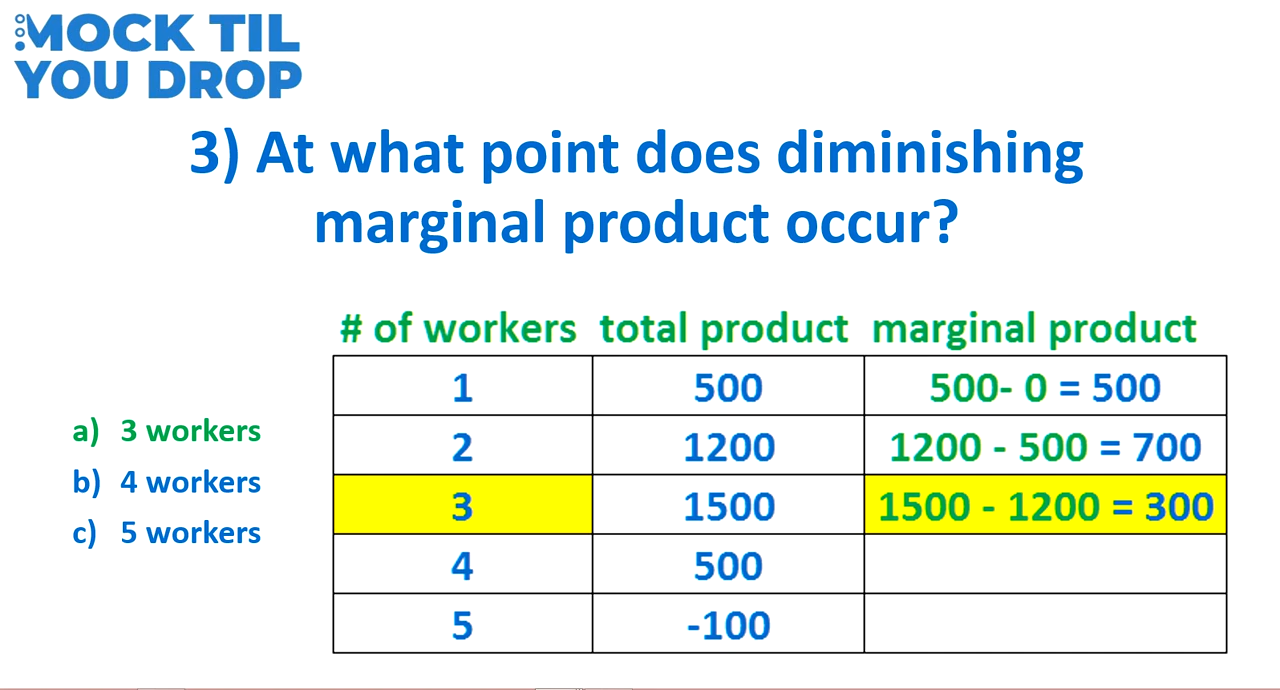 MOCK TIL
YOU DROP
3) At what point does diminishing
marginal product occur?
# of workers total product marginal product
1 500 500- 0 = 500
a) 3 workers
2 1200 1200 - 500 = 700
b) 4 workers
3 1500 1500 - 1200 = 300
c) 5 workers
4 500
5 -100